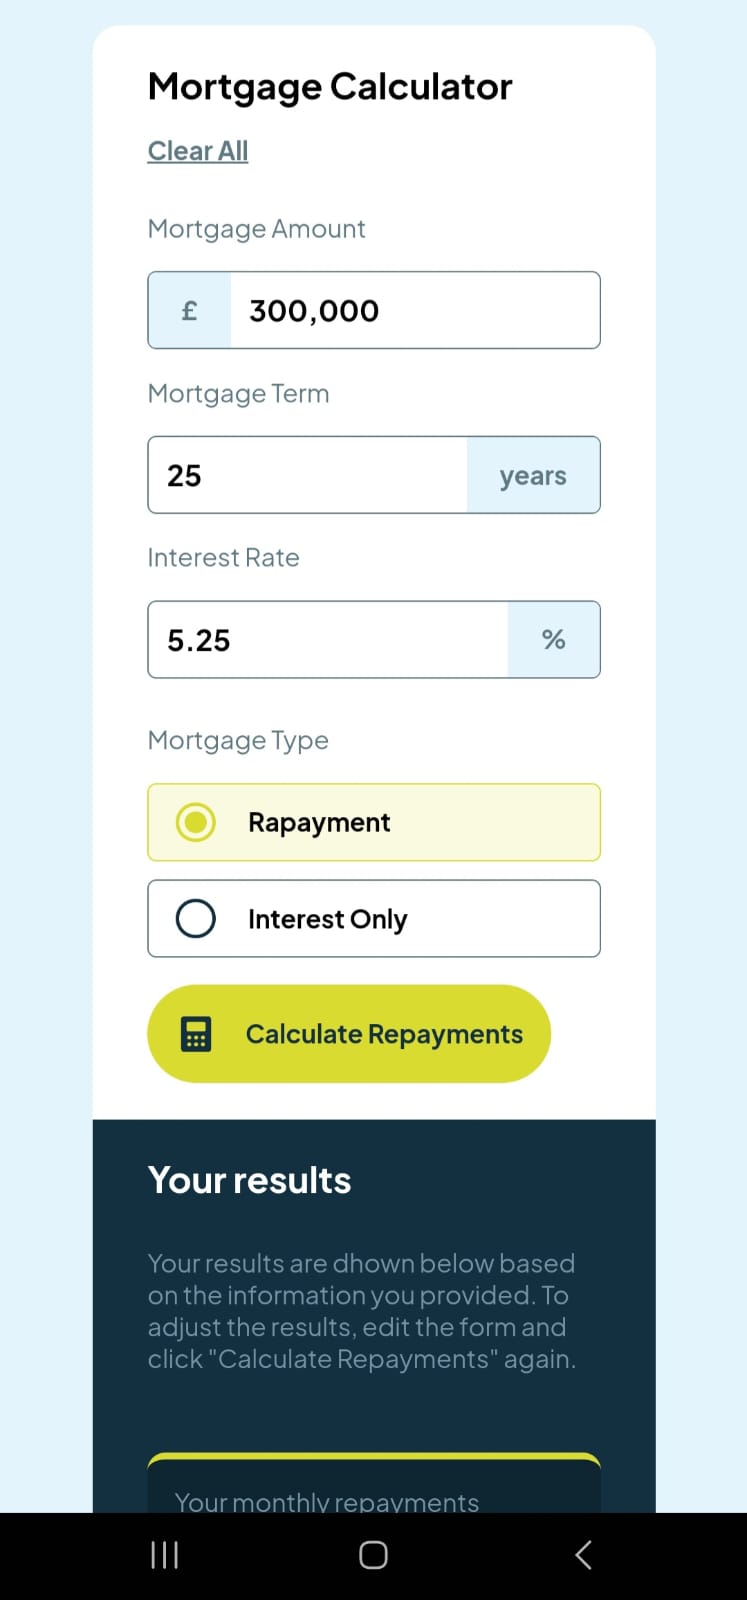 Mortgage Calculator
Clear All
Mortgage Amount
£ 300,000
Mortgage Term
25 years
Interest Rate
5.25 %
Mortgage Type
Rapayment
Interest Only
Calculate Repayments
Your results
Your results are dhown below based
on the information you provided. To
adjust the results, edit the form and
click "Calculate Repayments" again.
Your monthly repayments